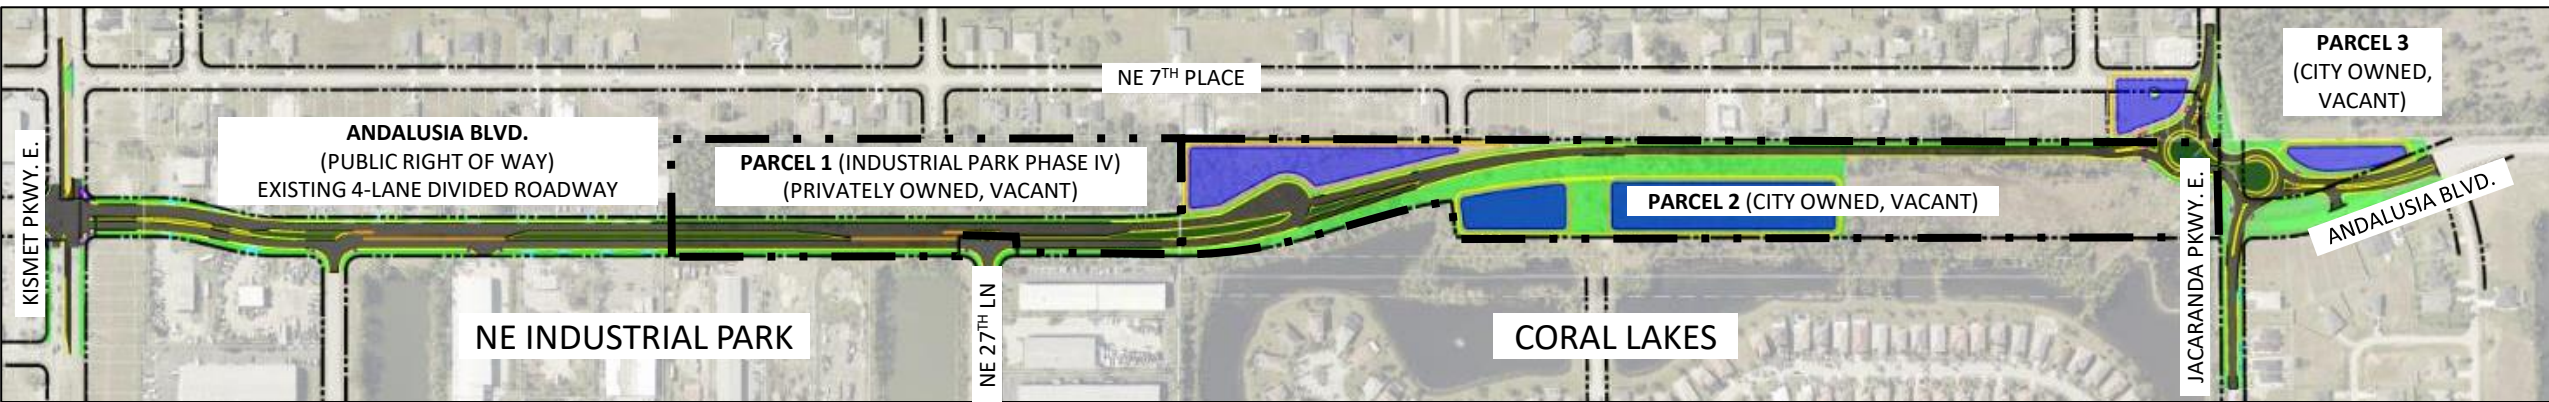 NE 7TH PLACE
PARCEL 3
(CITY OWNED,
VACANT)
KISMET PKWY. E.
ANDALUSIA BLVD.
(PUBLIC RIGHT OF WAY)
EXISTING 4-LANE DIVIDED ROADWAY
PARCEL 1 (INDUSTRIAL PARK PHASE IV)
(PRIVATELY OWNED, VACANT)
PARCEL 2 (CITY OWNED, VACANT)
JACARANDA PKWY. E.
ANDALUSIA BLVD.
NE INDUSTRIAL PARK
NE 27TH LN
CORAL LAKES